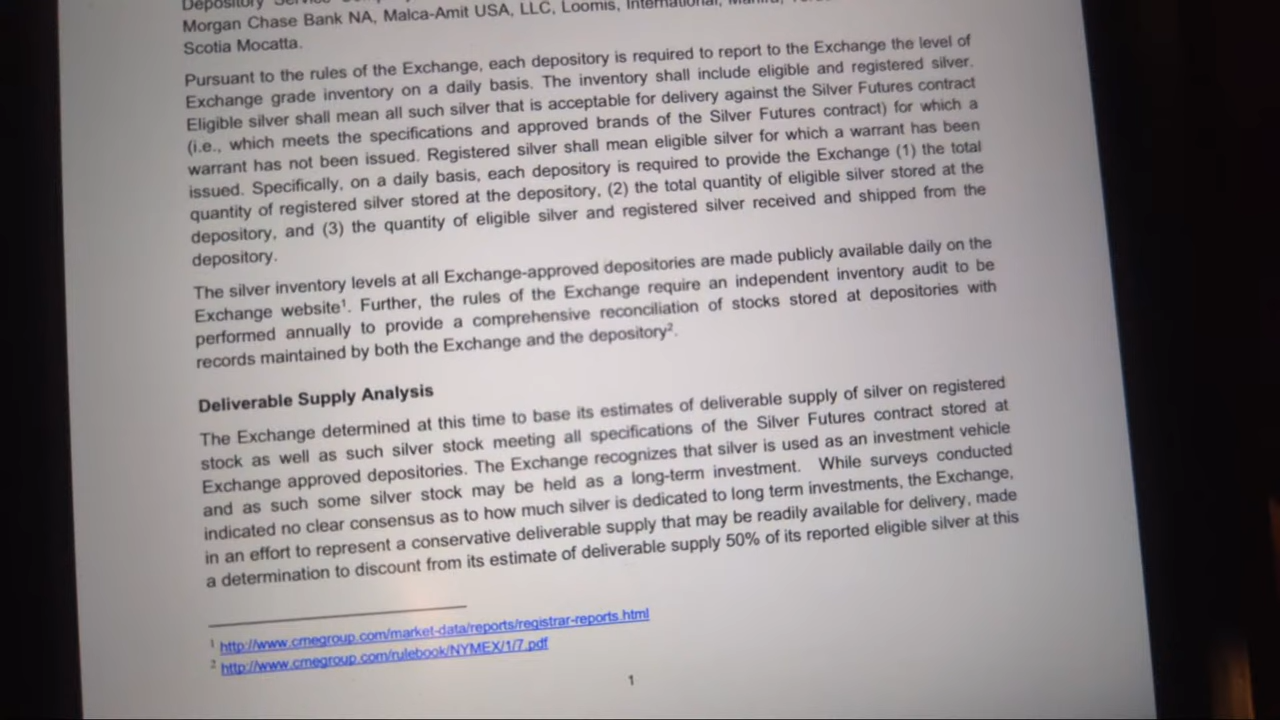 Depository Service
Morgan Chase Bank NA, Malca-Amit USA, LLC, Loomis, International,
Scotia Mocatta.
Pursuant to the rules of the Exchange, each depository is required to report to the Exchange the level of
Exchange grade inventory on a daily basis. The inventory shall include eligible and registered silver.
Eligible silver shall mean all such silver that is acceptable for delivery against the Silver Futures contract
(i.e., which meets the specifications and approved brands of the Silver Futures contract) for which a
warrant has not been issued. Registered silver shall mean eligible silver for which a warrant has been
issued. Specifically, on a daily basis, each depository is required to provide the Exchange (1) the total
quantity of registered silver stored at the depository, (2) the total quantity of eligible silver stored at the
depository, and (3) the quantity of eligible silver and registered silver received and shipped from the
depository.
The silver inventory levels at all Exchange-approved depositories are made publicly available daily on the
Exchange website¹. Further, the rules of the Exchange require an independent inventory audit to be
performed annually to provide a comprehensive reconciliation of stocks stored at depositories with
records maintained by both the Exchange and the depository².
Deliverable Supply Analysis
The Exchange determined at this time to base its estimates of deliverable supply of silver on registered
stock as well as such silver stock meeting all specifications of the Silver Futures contract stored at
Exchange approved depositories. The Exchange recognizes that silver is used as an investment vehicle
and as such some silver stock may be held as a long-term investment. While surveys conducted
indicated no clear consensus as to how much silver is dedicated to long term investments, the Exchange,
in an effort to represent a conservative deliverable supply that may be readily available for delivery, made
a determination to discount from its estimate of deliverable supply 50% of its reported eligible silver at this
¹ http://www.cmegroup.com/market-data/reports/registrar-reports.html
² http://www.cmegroup.com/rulebook/NYMEX/1/7.pdf
1